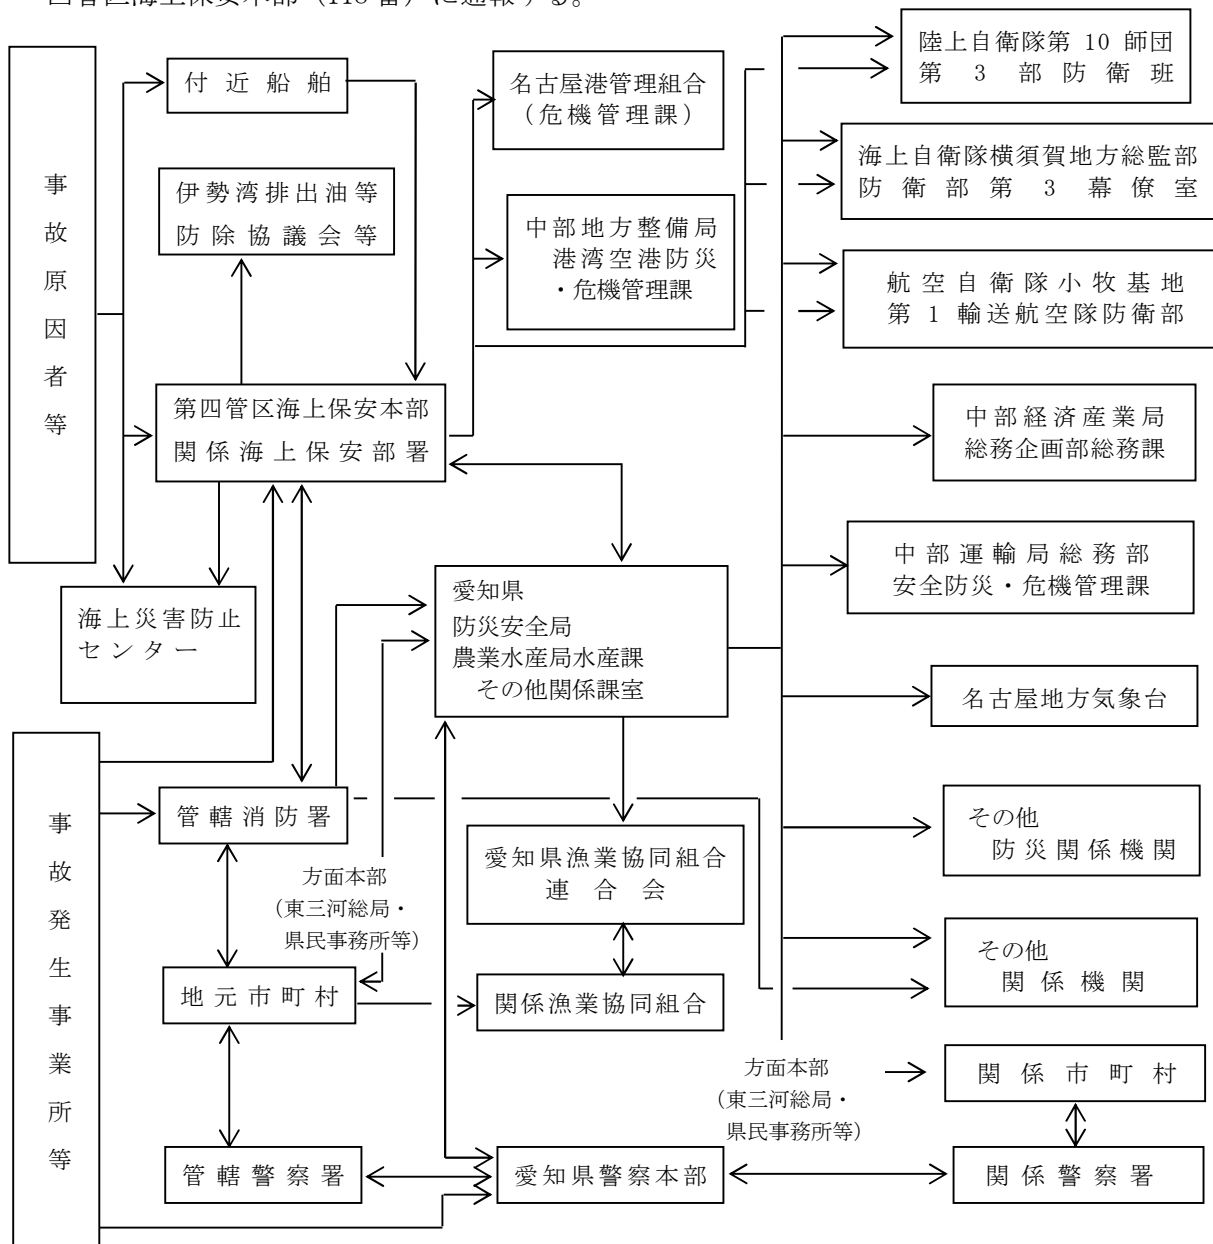 事故原因者等
付近船舶
伊勢湾排出油等
防除協議会等
第四管区海上保安本部
関係海上保安部署
海上災害防止
センター
名古屋港管理組合
（危機管理課）
中部地方整備局
港湾空港防災
・危機管理課
陸上自衛隊第 10 師団
第 3 部防衛班
海上自衛隊横須賀地方総監部
防衛部第 3 幕僚室
航空自衛隊小牧基地
第 1 輸送航空隊防衛部
中部経済産業局
総務企画部総務課
中部運輸局総務部
安全防災・危機管理課
愛知県
防災安全局
農業水産局水産課
その他関係課室
名古屋地方気象台
事故発生事業所等
管轄消防署
方面本部
（東三河総局・
県民事務所等）
地元市町村
管轄警察署
愛知県漁業協同組合
連合会
関係漁業協同組合
愛知県警察本部
その他
防災関係機関
その他
関係機関
方面本部
（東三河総局・
県民事務所等）
関係市町村
関係警察署